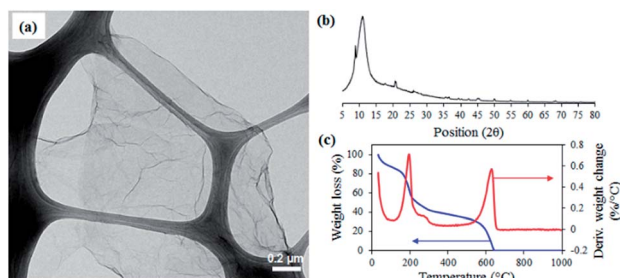 (a)
0.2 μm
(b)
5 10 15 20 25 30 35 40 45 50 55 60 65 70 75 80
Position (2θ)
(c)
Weight loss (%)
100
80
60
40
20
0
0.8
0.6
0.4
0.2
0
-0.2
Deriv. weight change
(%/°C)
0 200 400 600 800 1000
Temperature (°C)